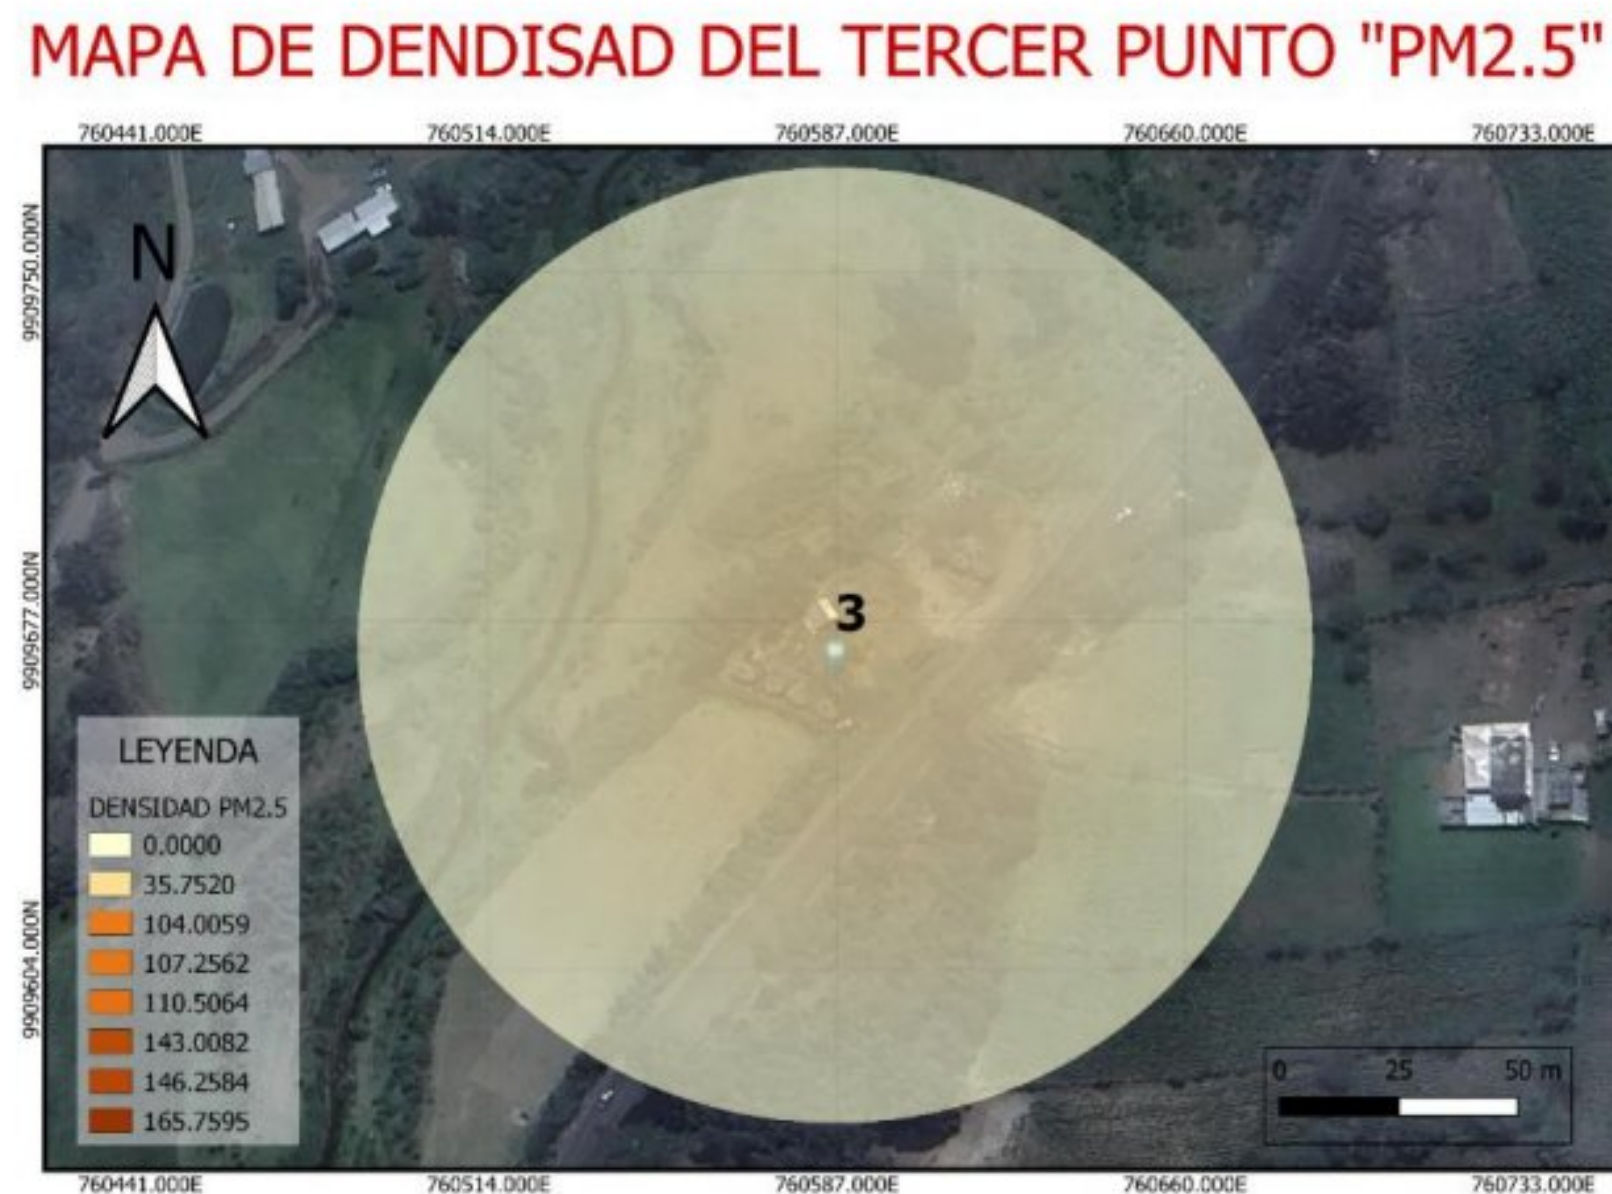 MAPA DE DENDISAD DEL TERCER PUNTO "PM2.5"
760441.000E 760514.000E 760587.000E 760660.000E 760733.000E
9909750.000N
9909677.000N
9909604.000N
N
3
LEYENDA
DENSIDAD PM2.5
0.0000
35.7520
104.0059
107.2562
110.5064
143.0082
146.2584
165.7595
0 25 50 m
760441.000E 760514.000E 760587.000E 760660.000E 760733.000E